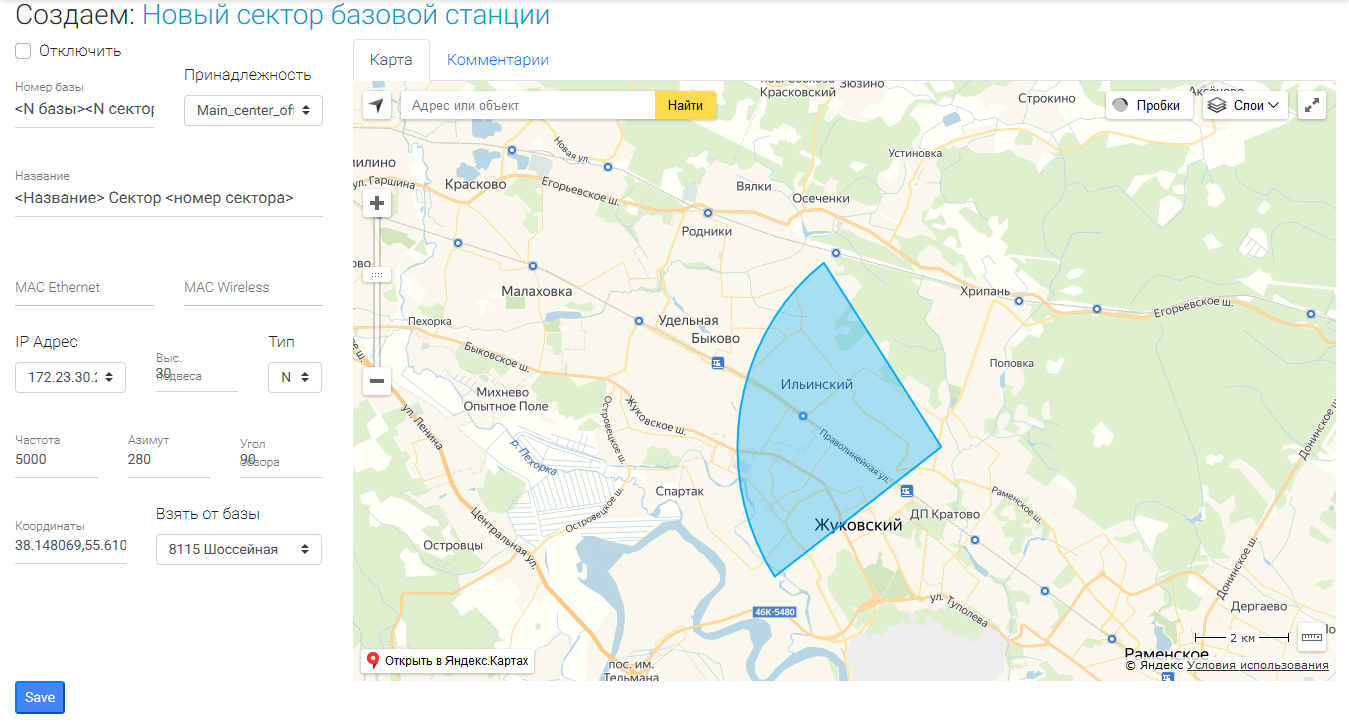 Создаем: Новый сектор базовой станции
Отключить
Номер базы
<N базы><N сектор
Принадлежность
Main_center_of
Название
<Название> Сектор <номер сектора>
MAC Ethernet
MAC Wireless
IP Адрес
172.23.30.2
Выс. подвеса
30
Тип
N
Частота
5000
Азимут
280
Угол обзора
90
Координаты
38.148069,55.610
Взять от базы
8115 Шоссейная
Save
Карта
Комментарии
Адрес или объект
Найти
Пробки
Слои
Красковский
Зюзино
Строкино
Аксёново
Устиновка
Новая ул.
ул. Гаршина
Красково
Егорьевское ш.
Вялки
Осеченки
Родники
Малаховка
Хрипань
Егорьевское ш.
Пехорка
Удельная
Быково
Быковское ш.
Поповка
Ильинский
Михнево
Опытное Поле
Островецкое ш.
Жуковское ш.
ул. Ленина
р. Пехорка
Праволинейная ул.
Донинское ш.
Спартак
Раменское ш.
Островецкое ш.
Центральная ул.
Жуковский
ДП Кратово
Островцы
Донинское ш.
46К-5480
ул. Туполева
Дергаево
2 км
Раменское
Открыть в Яндекс.Картах
пос. им.
Тельмана
© Яндекс Условия использования